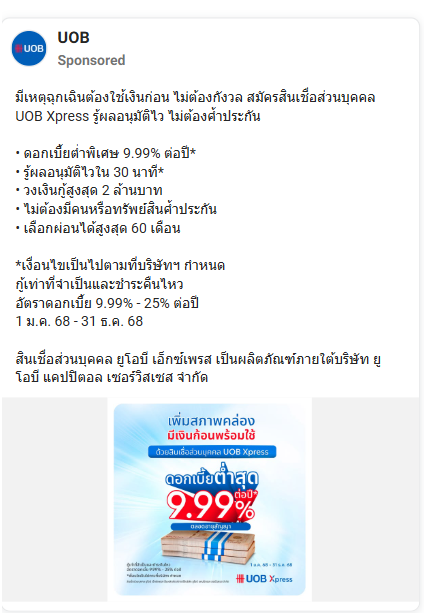 UOB
UOB
Sponsored
มีเหตุฉุกเฉินต้องใช้เงินก่อน ไม่ต้องกังวล สมัครสินเชื่อส่วนบุคคล
UOB Xpress รู้ผลอนุมัติไว ไม่ต้องค้ำประกัน
• ดอกเบี้ยต่ำพิเศษ 9.99% ต่อปี*
• รู้ผลอนุมัติไวใน 30 นาที*
• วงเงินกู้สูงสุด 2 ล้านบาท
• ไม่ต้องมีคนหรือทรัพย์สินค้ำประกัน
• เลือกผ่อนได้สูงสุด 60 เดือน
*เงื่อนไขเป็นไปตามที่บริษัทฯ กำหนด
กู้เท่าที่จำเป็นและชำระคืนไหว
อัตราดอกเบี้ย 9.99% - 25% ต่อปี
1 ม.ค. 68 - 31 ธ.ค. 68
สินเชื่อส่วนบุคคล ยูโอบี เอ็กซ์เพรส เป็นผลิตภัณฑ์ภายใต้บริษัท ยู
โอบี แคปปิตอล เซอร์วิสเซส จำกัด
เพิ่มสภาพคล่อง
มีเงินก้อนพร้อมใช้
ด้วยสินเชื่อส่วนบุคคล UOB Xpress
ดอกเบี้ยต่ำสุด
9.99% ต่อปี*
ตลอดอายุสัญญา
1 ม.ค. 68 - 31 ธ.ค. 68
UOB Xpress